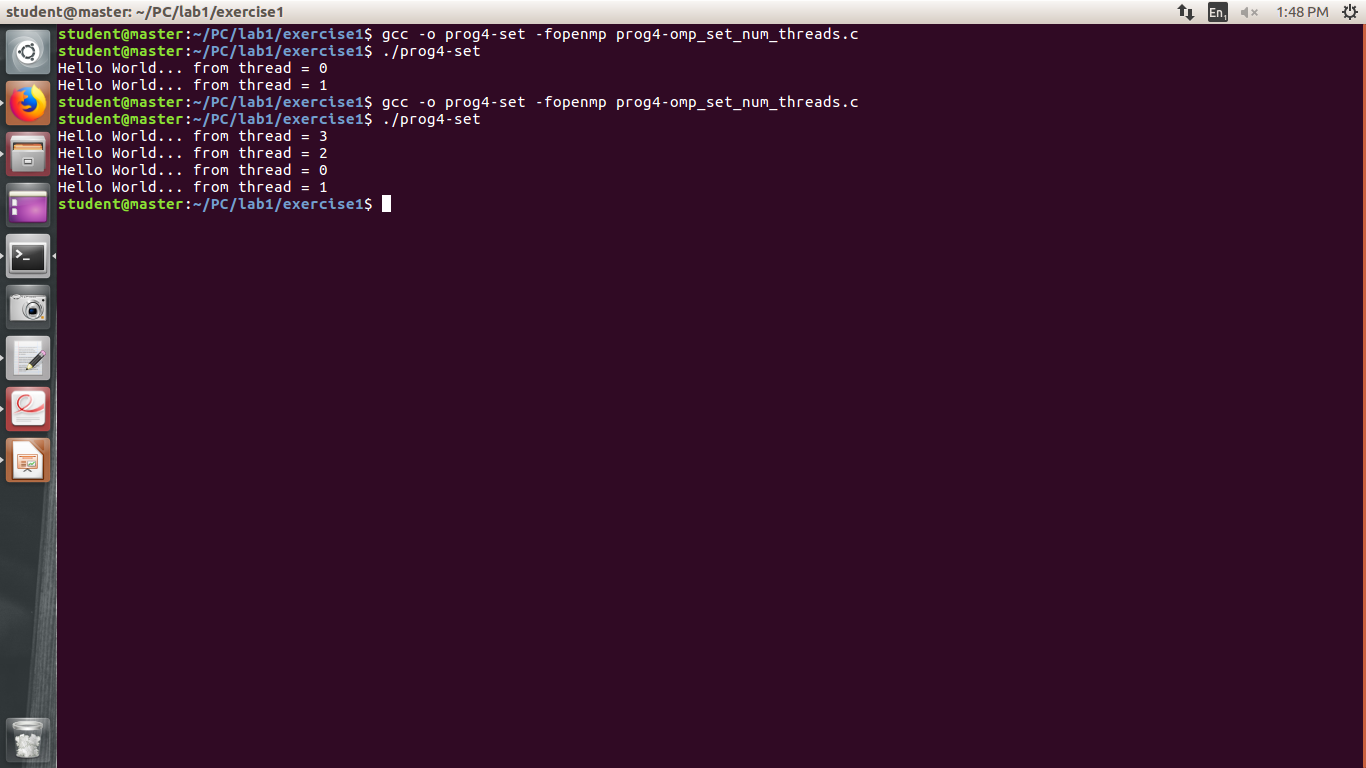 student@master: ~/PC/lab1/exercise1
En1
1:48 PM
student@master:~/PC/lab1/exercise1$ gcc -o prog4-set -fopenmp prog4-omp_set_num_threads.c
student@master:~/PC/lab1/exercise1$ ./prog4-set
Hello World... from thread = 0
Hello World... from thread = 1
student@master:~/PC/lab1/exercise1$ gcc -o prog4-set -fopenmp prog4-omp_set_num_threads.c
student@master:~/PC/lab1/exercise1$ ./prog4-set
Hello World... from thread = 3
Hello World... from thread = 2
Hello World... from thread = 0
Hello World... from thread = 1
student@master:~/PC/lab1/exercise1$